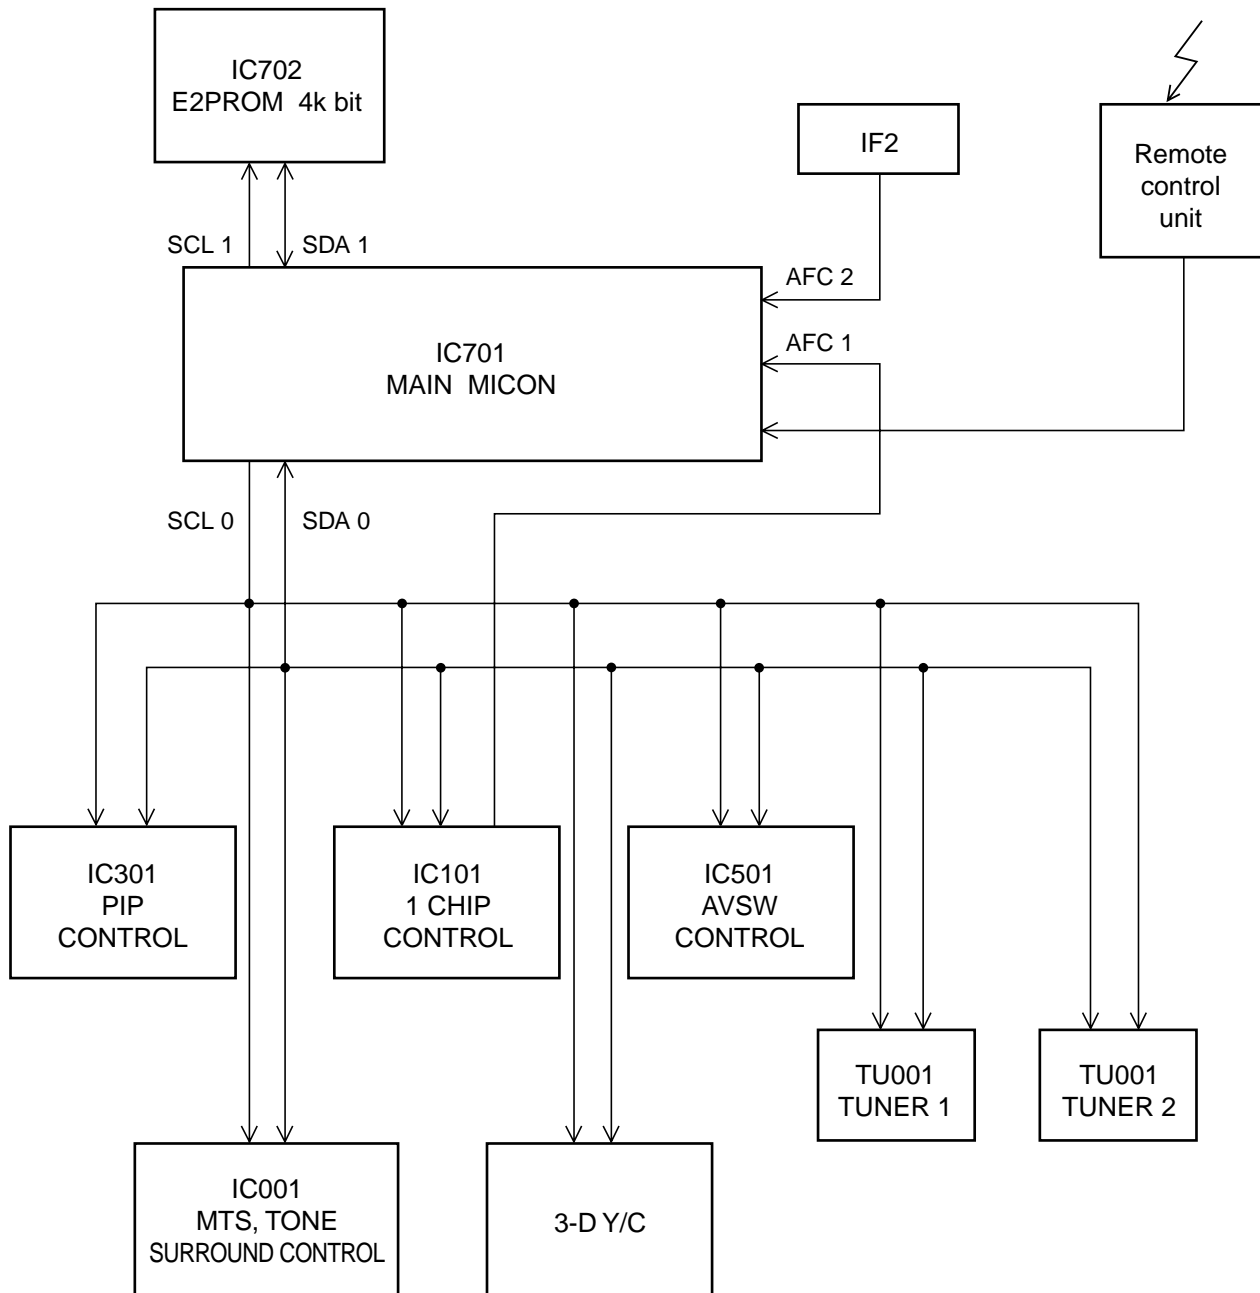 IC702
E2PROM 4k bit
IF2
Remote
control
unit
SCL 1
SDA 1
AFC 2
AFC 1
IC701
MAIN MICON
SCL 0
SDA 0
IC301
PIP
CONTROL
IC101
1 CHIP
CONTROL
IC501
AVSW
CONTROL
TU001
TUNER 1
TU001
TUNER 2
IC001
MTS, TONE
SURROUND CONTROL
3-D Y/C